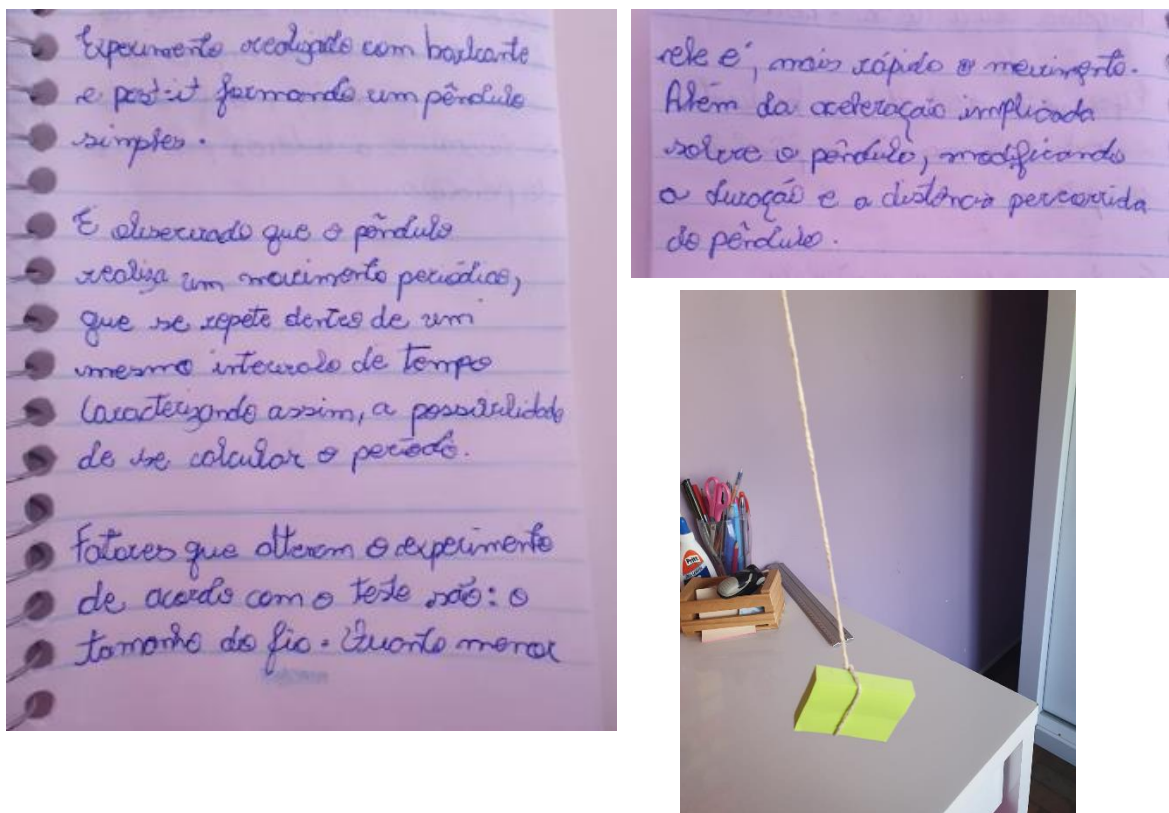 Experimento realizado com barbante
e post-it formando um pêndulo
simples.
É observado que o pêndulo
realiza um movimento periódico,
que se repete dentes de um
mesmo intervalo de tempo
Caracterizando assim, a possibilidade
de se calcular o período.
Fatores que alteram o experimento
de acordo com o teste são: o
tamanho do fio. Quanto menor
ele é, mais rápido o movimento.
Além da aceleração implicada
sobre o pêndulo, modificando
a duração e a distância percorrida
do pêndulo.
Pritt